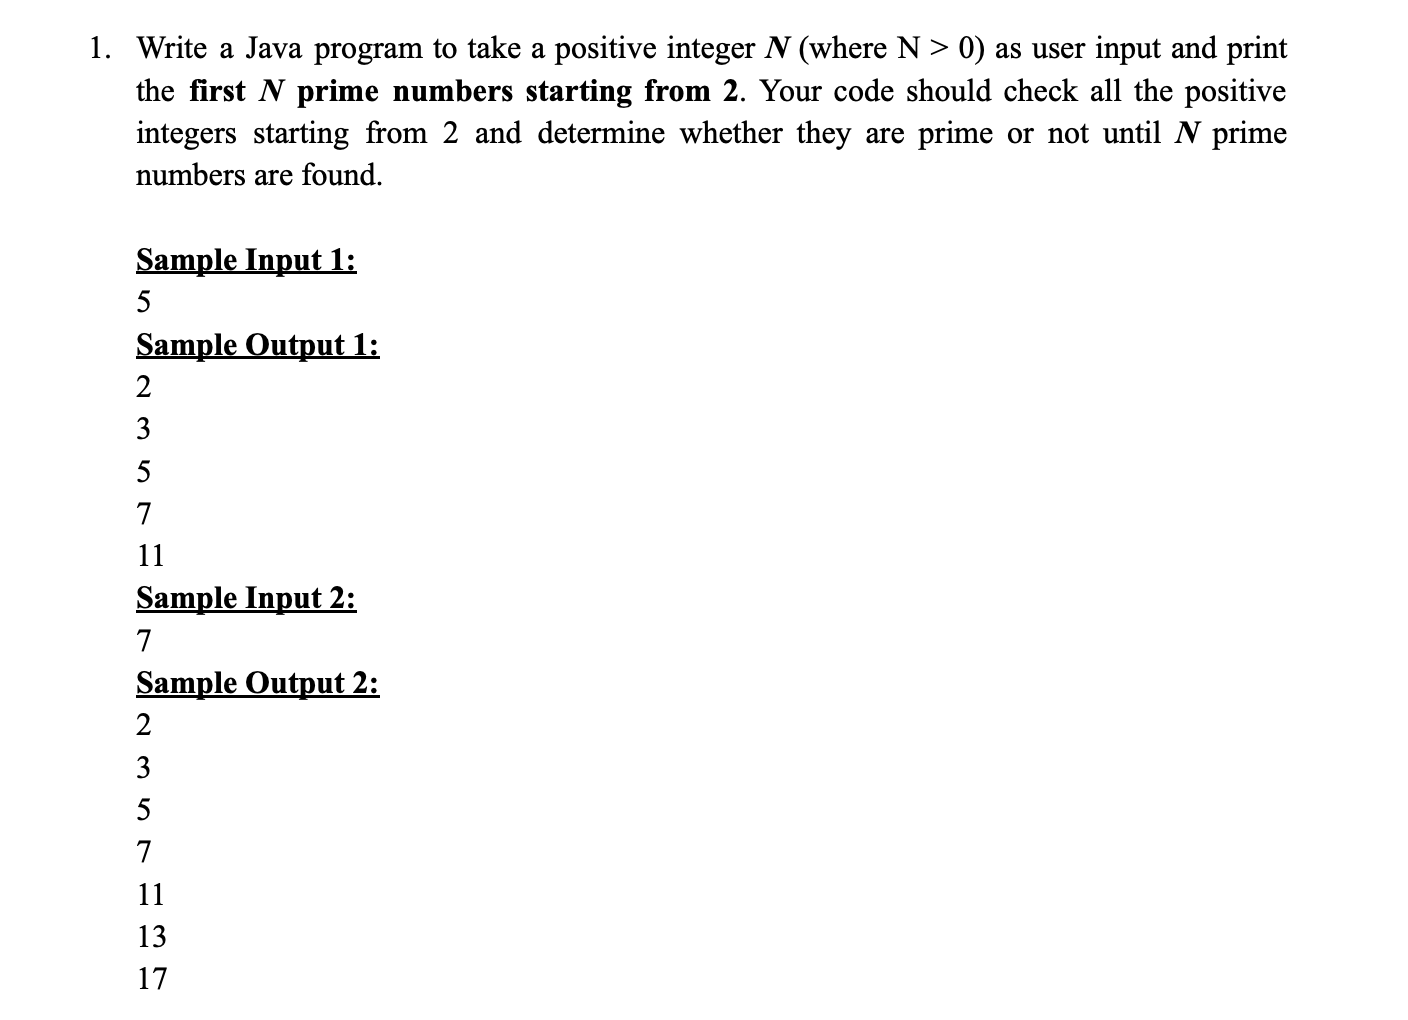 1. Write a Java program to take a positive integer N (where N > 0) as user input and print
the first N prime numbers starting from 2. Your code should check all the positive
integers starting from 2 and determine whether they are prime or not until N prime
numbers are found.
Sample Input 1:
5
Sample Output 1:
2
3
5
7
11
Sample Input 2:
7
Sample Output 2:
2
3
5
7
11
13
17